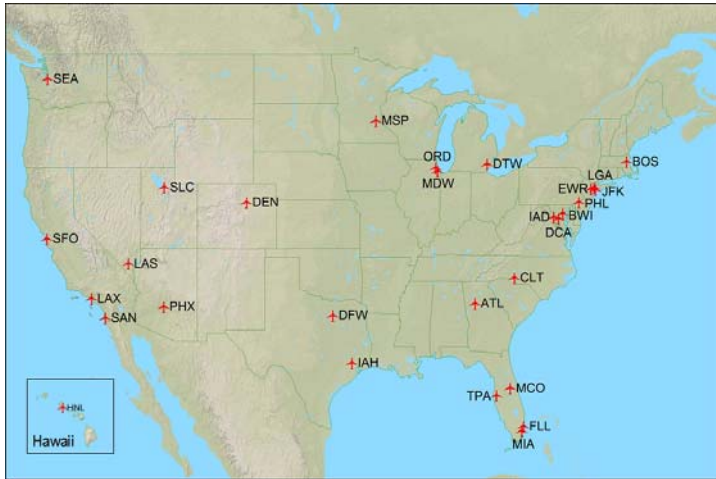 SEA
MSP
ORD
MDW
DTW
BOS
LGA
EWR
JFK
PHL
IAD
BWI
DCA
SLC
DEN
SFO
LAS
CLT
LAX
PHX
SAN
DFW
ATL
IAH
TPA
MCO
FLL
MIA
HNL
Hawaii